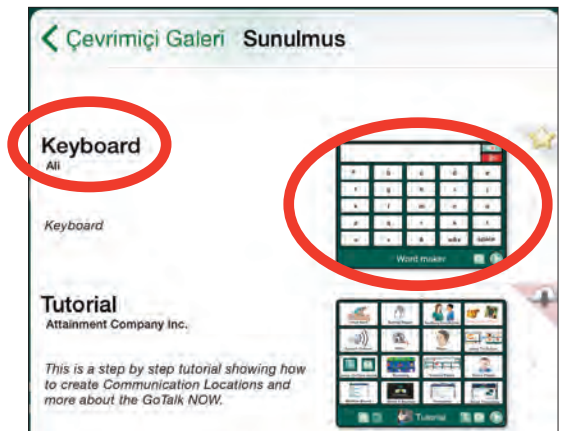 Çevrimiçi Galeri Sunulmus
Keyboard
Ali
Keyboard
Word maker
Tutorial
Attainment Company Inc.
This is a step by step tutorial showing how
to create Communication Locations and
more about the GoTalk NOW.
Tutorial